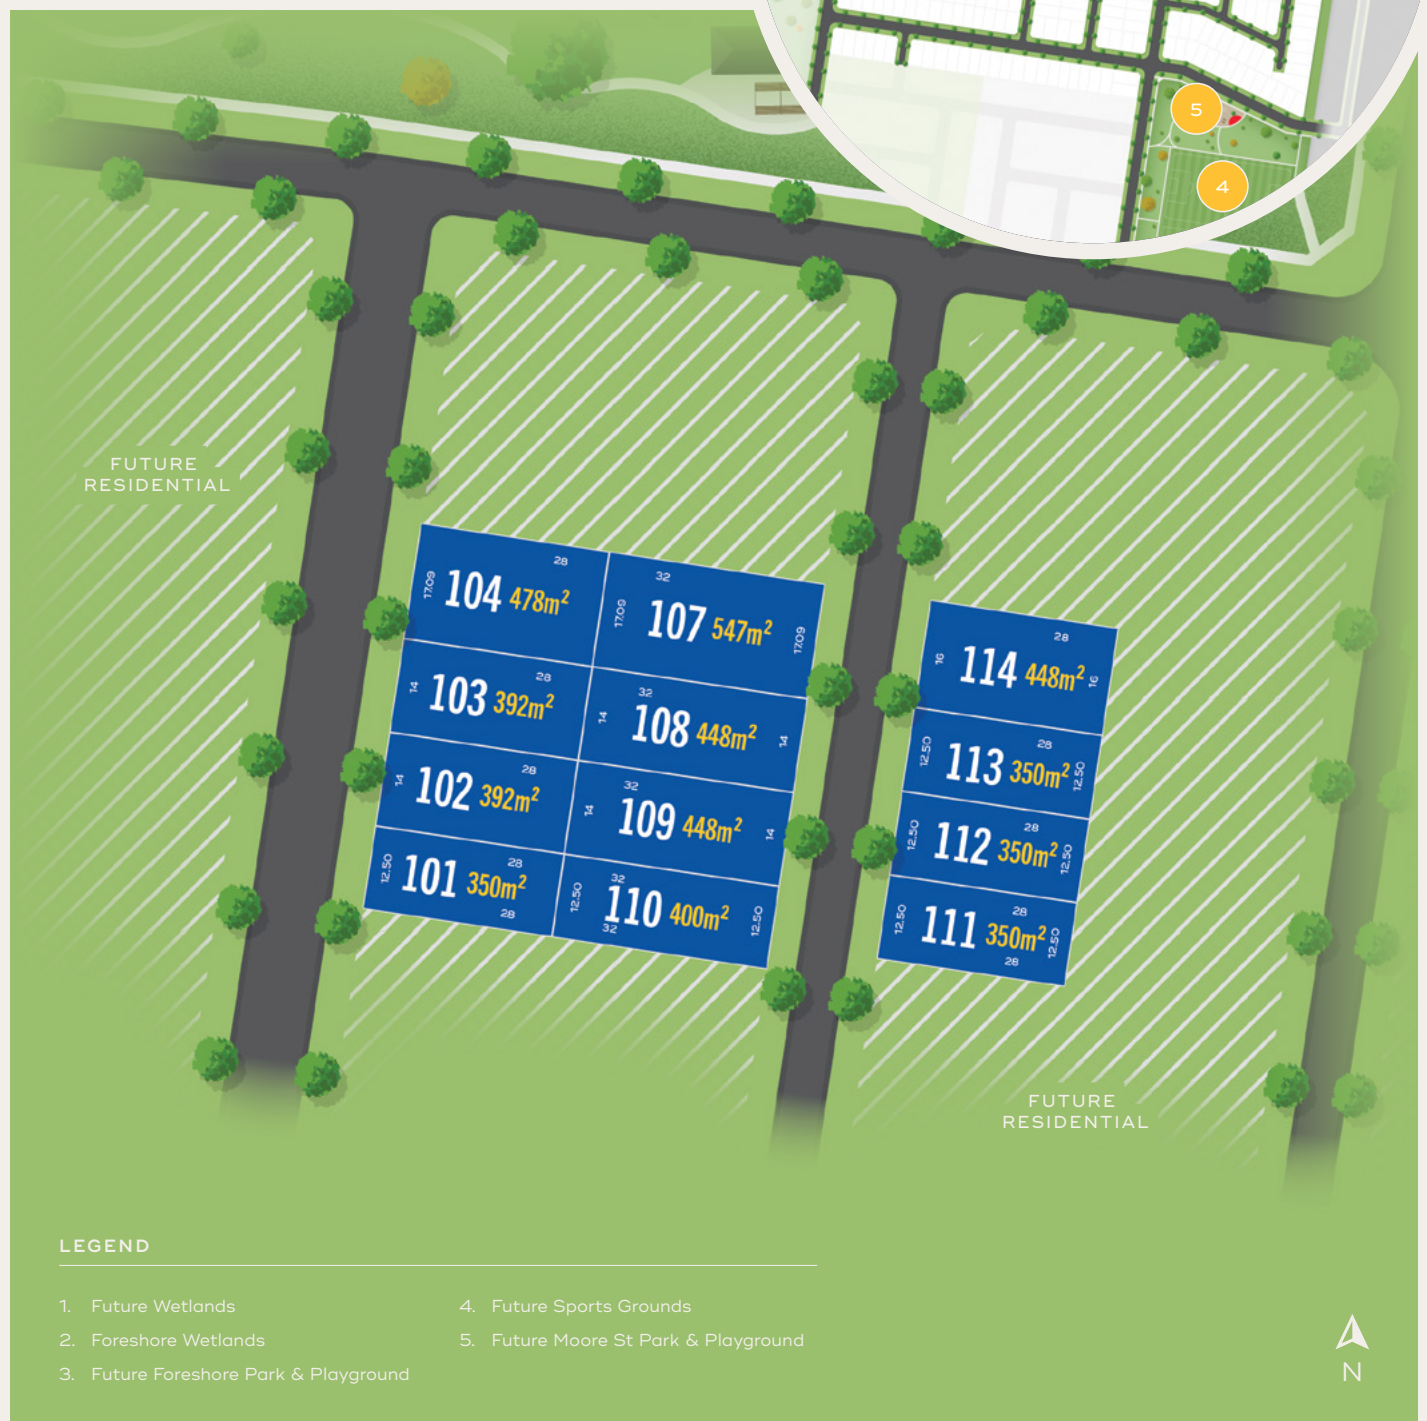 5
4
FUTURE
RESIDENTIAL
28
17.09
104 478m²
32
17.09
107 547m²
17.09
28
14
103 392m²
32
14
108 448m²
14
28
14
102 392m²
32
14
109 448m²
14
28
12.50
101 350m²
28
32
12.50
110 400m²
12.50
32
28
16
114 448m²
16
28
12.50
113 350m²
12.50
28
12.50
112 350m²
12.50
28
12.50
111 350m²
12.50
28
FUTURE
RESIDENTIAL
LEGEND
1. Future Wetlands
2. Foreshore Wetlands
3. Future Foreshore Park & Playground
4. Future Sports Grounds
5. Future Moore St Park & Playground
N